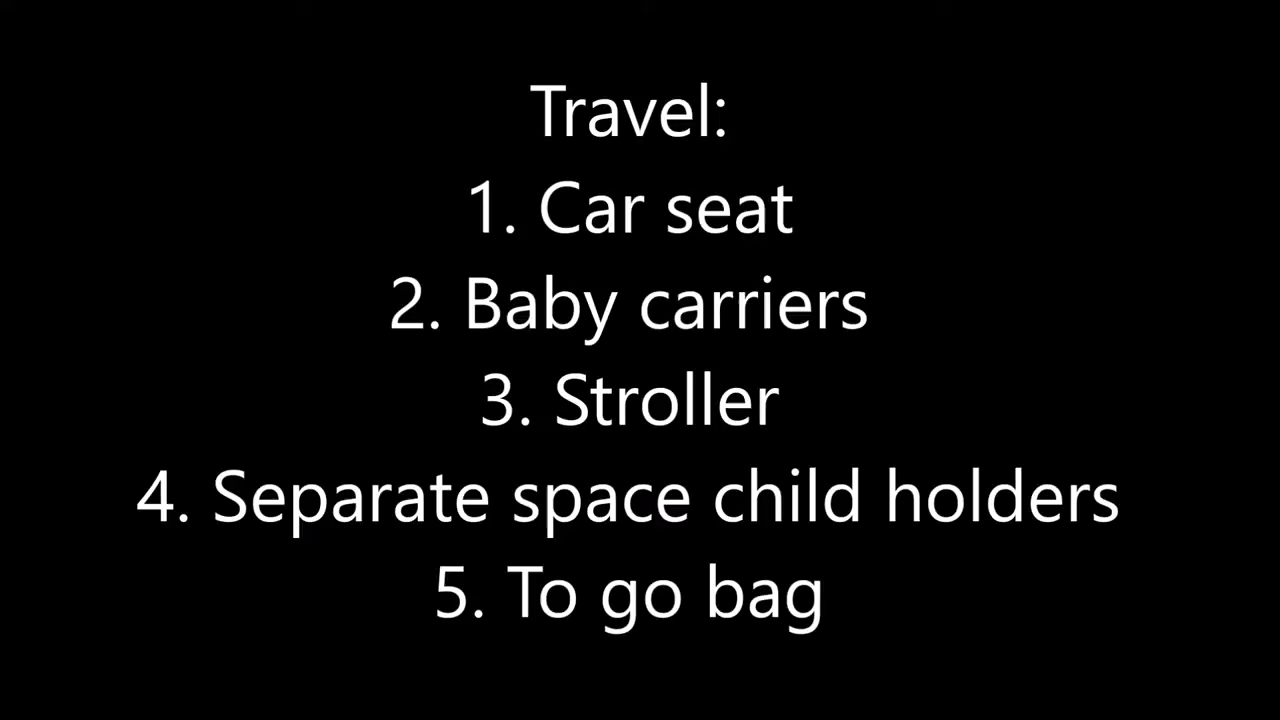 Travel:
1. Car seat
2. Baby carriers
3. Stroller
4. Separate space child holders
5. To go bag